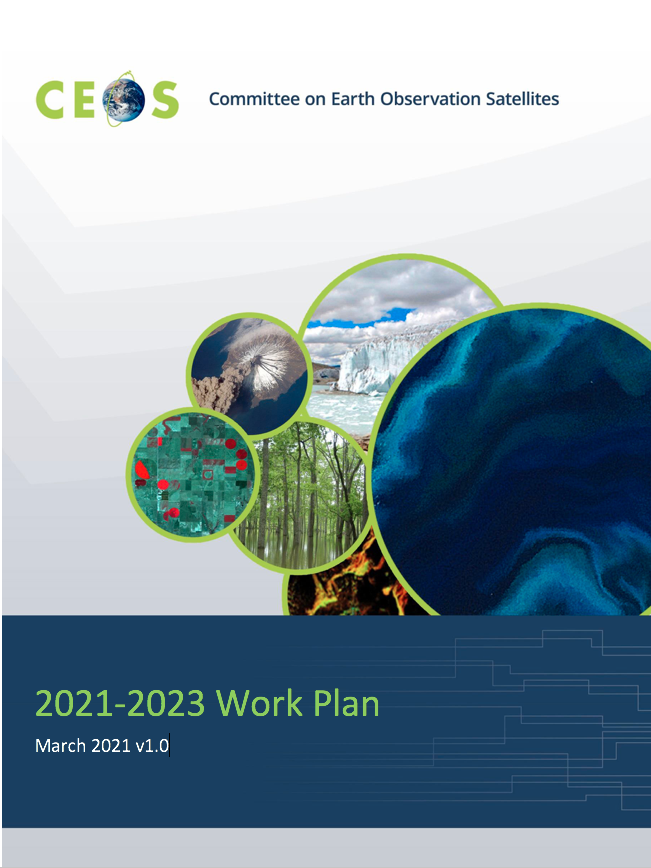 CEOS Committee on Earth Observation Satellites
2021-2023 Work Plan
March 2021 v1.0